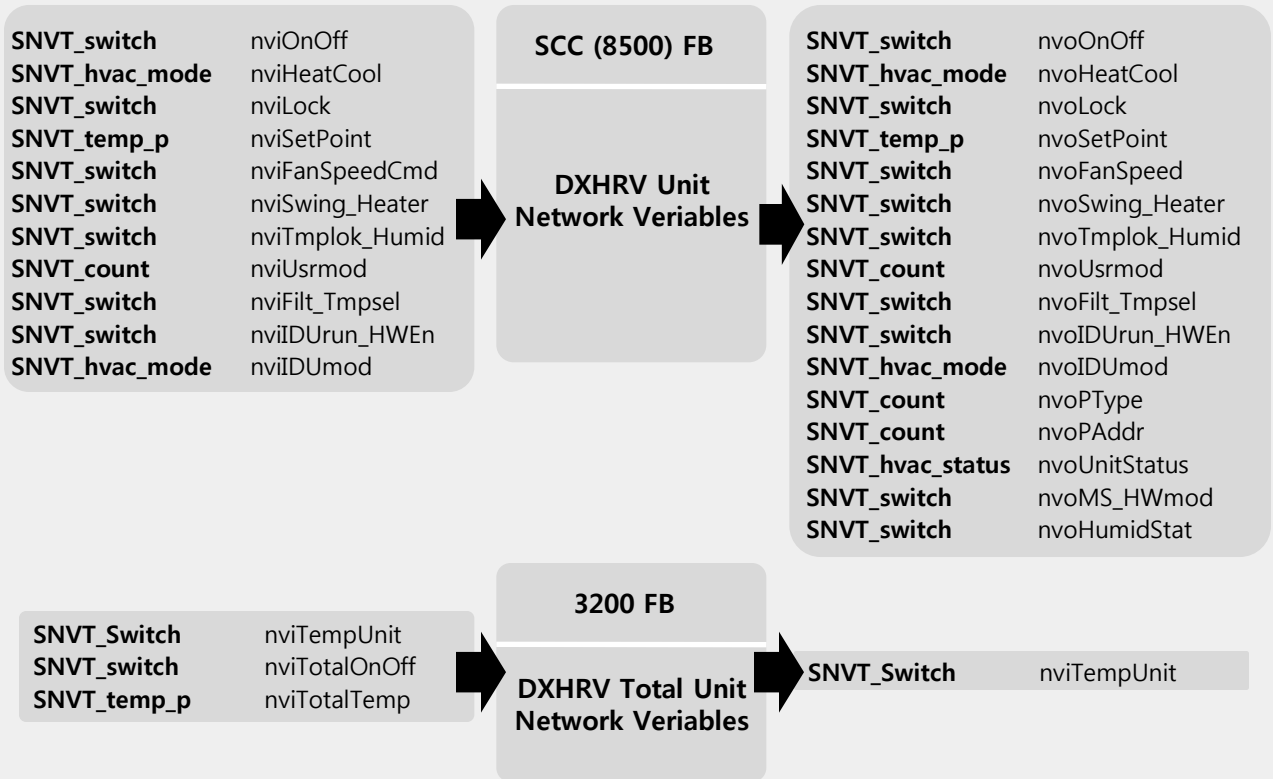 SNVT_switch nviOnOff
SNVT_hvac_mode nviHeatCool
SNVT_switch nviLock
SNVT_temp_p nviSetPoint
SNVT_switch nviFanSpeedCmd
SNVT_switch nviSwing_Heater
SNVT_switch nviTmplok_Humid
SNVT_count nviUsrmod
SNVT_switch nviFilt_Tmpsel
SNVT_switch nviIDUrun_HWEn
SNVT_hvac_mode nviIDUmod
SCC (8500) FB
DXHRV Unit
Network Veriables
SNVT_switch nvoOnOff
SNVT_hvac_mode nvoHeatCool
SNVT_switch nvoLock
SNVT_temp_p nvoSetPoint
SNVT_switch nvoFanSpeed
SNVT_switch nvoSwing_Heater
SNVT_switch nvoTmplok_Humid
SNVT_count nvoUsrmod
SNVT_switch nvoFilt_Tmpsel
SNVT_switch nvoIDUrun_HWEn
SNVT_hvac_mode nvoIDUmod
SNVT_count nvoPType
SNVT_count nvoPAddr
SNVT_hvac_status nvoUnitStatus
SNVT_switch nvoMS_HWmod
SNVT_switch nvoHumidStat
SNVT_Switch nviTempUnit
SNVT_switch nviTotalOnOff
SNVT_temp_p nviTotalTemp
3200 FB
DXHRV Total Unit
Network Veriables
SNVT_Switch nviTempUnit